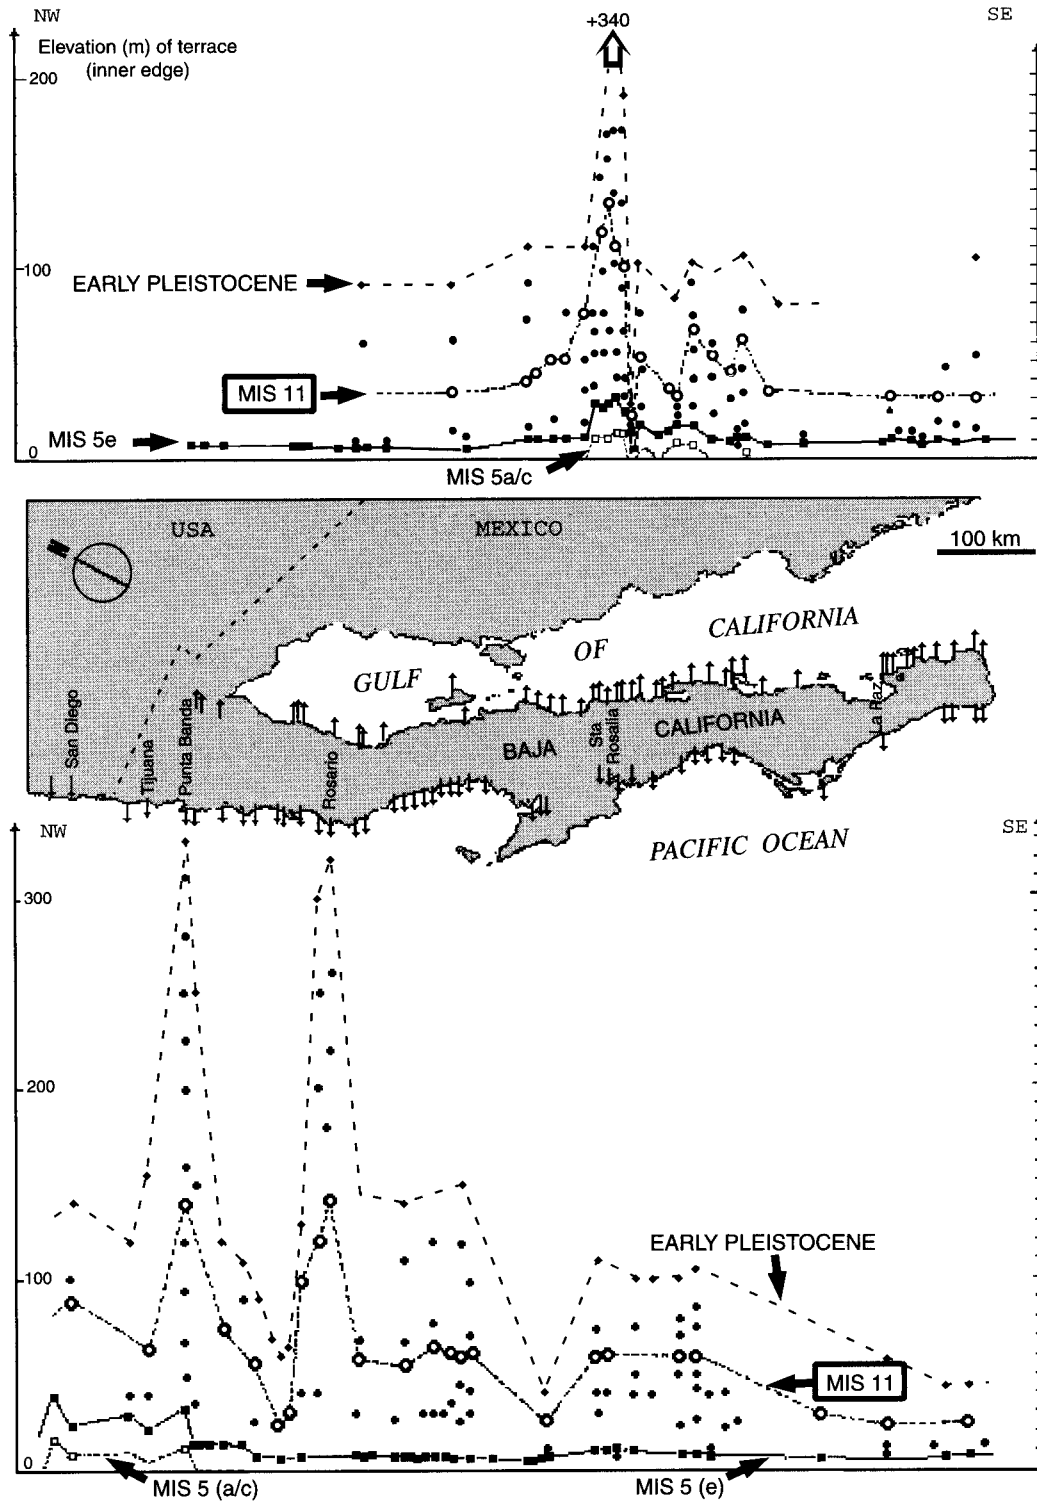 NW
+340
SE
Elevation (m) of terrace
(inner edge)
200
100
EARLY PLEISTOCENE
MIS 11
MIS 5e
0
MIS 5a/c
USA
MEXICO
100 km
GULF
OF
CALIFORNIA
San Diego
Tijuana
Punta Banda
Rosario
BAJA
Sta
Rosalia
CALIFORNIA
La Paz
NW
SE
PACIFIC OCEAN
300
200
100
EARLY PLEISTOCENE
MIS 11
0
MIS 5 (a/c)
MIS 5 (e)